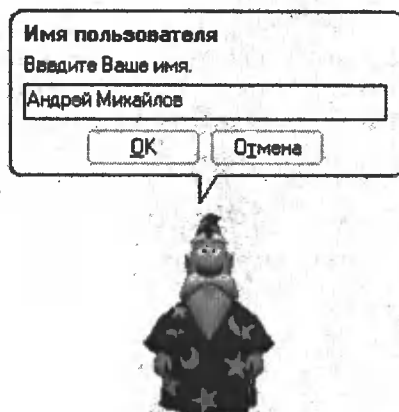 Имя пользователя
Введите Ваше имя.
Андрей Михайлов
OK Отмена